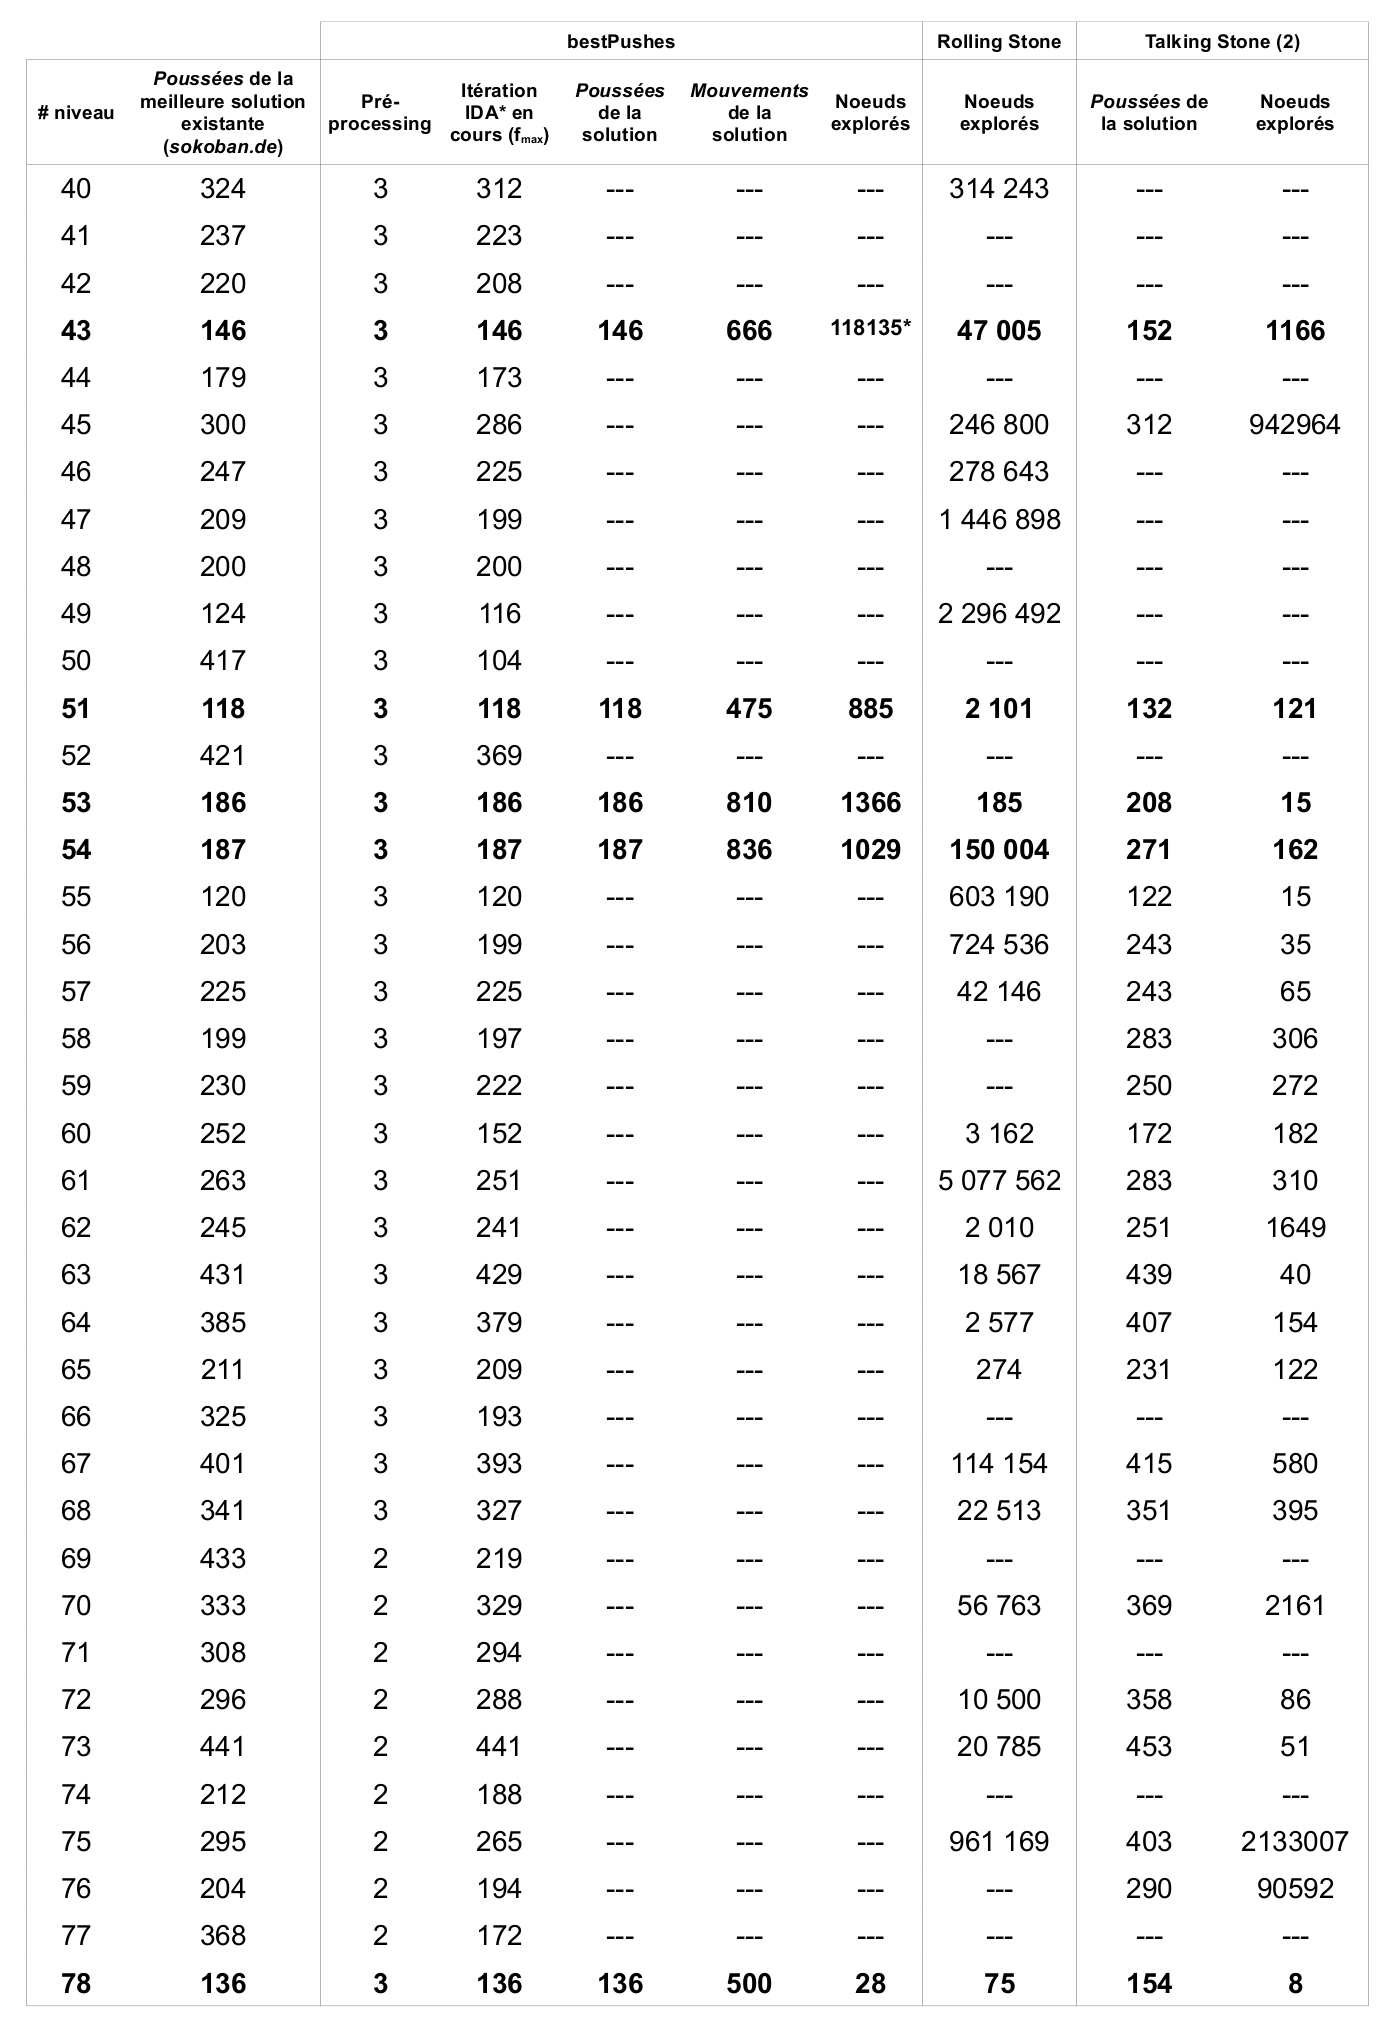 bestPushes Rolling Stone Talking Stone (2)
# niveau Poussées de la meilleure solution existante (sokoban.de) Pré-processing Itération IDA* en cours (fmax) Poussées de la solution Mouvements de la solution Noeuds explorés Noeuds explorés Poussées de la solution Noeuds explorés
40 324 3 312 --- --- --- 314 243 --- ---
41 237 3 223 --- --- --- --- --- ---
42 220 3 208 --- --- --- --- --- ---
43 146 3 146 146 666 118135* 47 005 152 1166
44 179 3 173 --- --- --- --- --- ---
45 300 3 286 --- --- --- 246 800 312 942964
46 247 3 225 --- --- --- 278 643 --- ---
47 209 3 199 --- --- --- 1 446 898 --- ---
48 200 3 200 --- --- --- --- --- ---
49 124 3 116 --- --- --- 2 296 492 --- ---
50 417 3 104 --- --- --- --- --- ---
51 118 3 118 118 475 885 2 101 132 121
52 421 3 369 --- --- --- --- --- ---
53 186 3 186 186 810 1366 185 208 15
54 187 3 187 187 836 1029 150 004 271 162
55 120 3 120 --- --- --- 603 190 122 15
56 203 3 199 --- --- --- 724 536 243 35
57 225 3 225 --- --- --- 42 146 243 65
58 199 3 197 --- --- --- --- 283 306
59 230 3 222 --- --- --- --- 250 272
60 252 3 152 --- --- --- 3 162 172 182
61 263 3 251 --- --- --- 5 077 562 283 310
62 245 3 241 --- --- --- 2 010 251 1649
63 431 3 429 --- --- --- 18 567 439 40
64 385 3 379 --- --- --- 2 577 407 154
65 211 3 209 --- --- --- 274 231 122
66 325 3 193 --- --- --- --- --- ---
67 401 3 393 --- --- --- 114 154 415 580
68 341 3 327 --- --- --- 22 513 351 395
69 433 2 219 --- --- --- --- --- ---
70 333 2 329 --- --- --- 56 763 369 2161
71 308 2 294 --- --- --- --- --- ---
72 296 2 288 --- --- --- 10 500 358 86
73 441 2 441 --- --- --- 20 785 453 51
74 212 2 188 --- --- --- --- --- ---
75 295 2 265 --- --- --- 961 169 403 2133007
76 204 2 194 --- --- --- --- 290 90592
77 368 2 172 --- --- --- --- --- ---
78 136 3 136 136 500 28 75 154 8